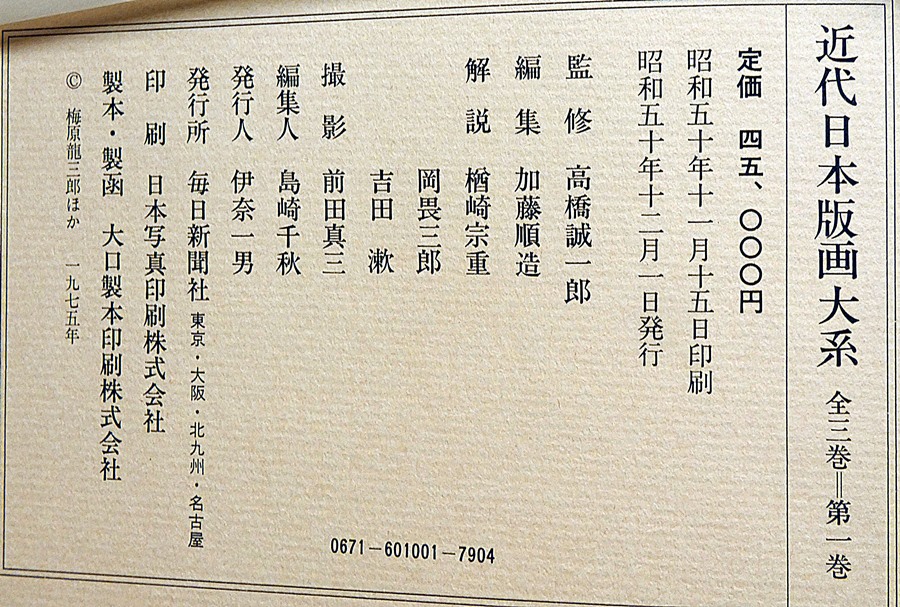 近代日本版画大系 全三巻＝第一巻
定価 四五、〇〇〇円
昭和五十年十一月十五日印刷
昭和五十年十二月一日発行
監修 高橋誠一郎
編集 加藤順造
解説 楢崎宗重
岡畏三郎
吉田漱
撮影 前田真三
編集人 島崎千秋
発行人 伊奈一男
発行所 毎日新聞社 東京・大阪・北九州・名古屋
印刷 日本写真印刷株式会社
製本・製函 大口製本印刷株式会社
© 梅原龍三郎ほか 一九七五年
0671－601001－7904